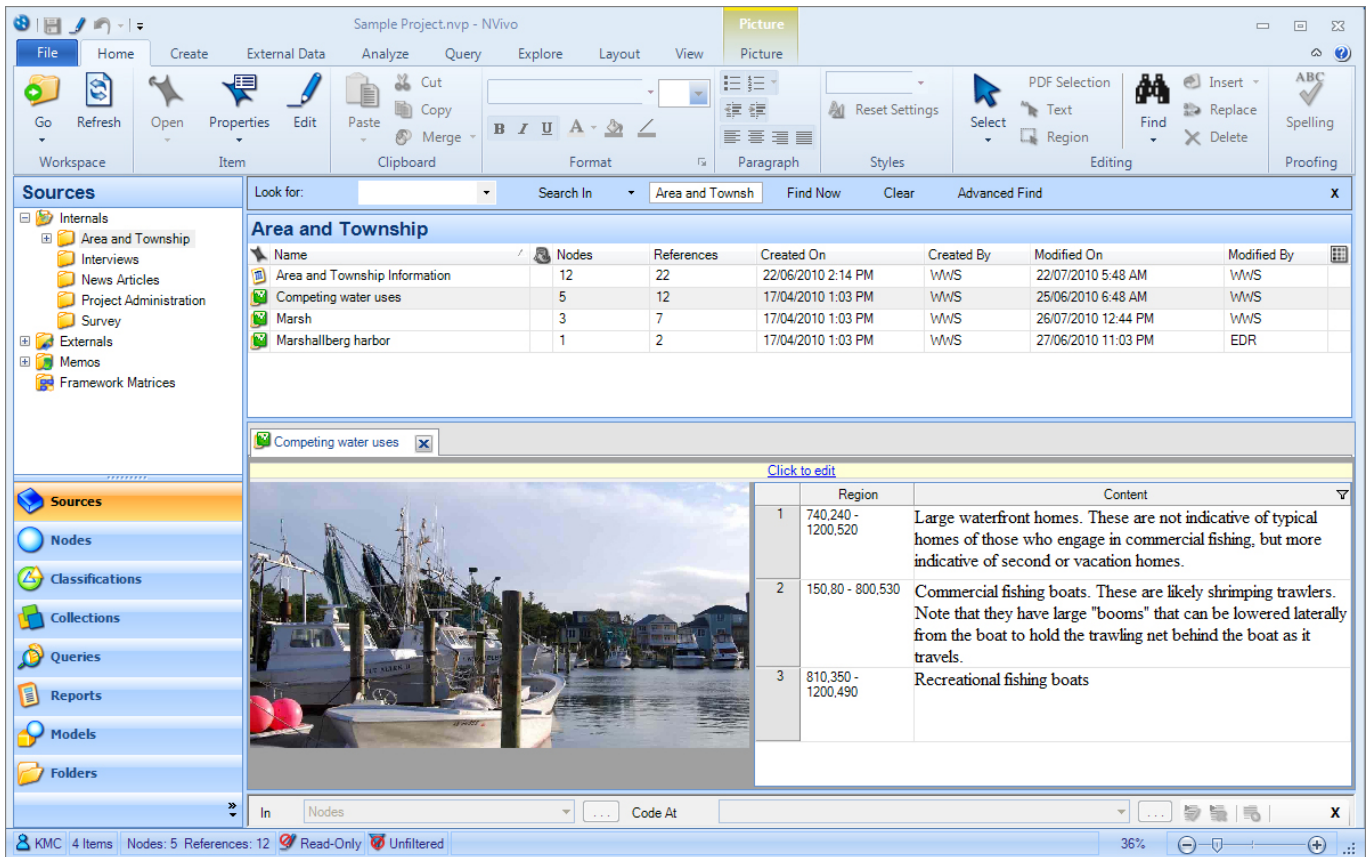 Sample Project.nvp - NVivo
Picture
File Home Create External Data Analyze Query Explore Layout View Picture
Go Refresh Open Properties Edit Paste Cut Copy Merge
B I U A
Reset Settings
Select PDF Selection Text Region Find Insert Replace Delete ABC Spelling
Workspace Item Clipboard Format Paragraph Styles Editing Proofing
Sources
Internals
Area and Township
Interviews
News Articles
Project Administration
Survey
Externals
Memos
Framework Matrices
Sources
Nodes
Classifications
Collections
Queries
Reports
Models
Folders
Look for: Search In Area and Townsh Find Now Clear Advanced Find x
Area and Township
Name Nodes References Created On Created By Modified On Modified By
Area and Township Information 12 22 22/06/2010 2:14 PM WWS 22/07/2010 5:48 AM WWS
Competing water uses 5 12 17/04/2010 1:03 PM WWS 25/06/2010 6:48 AM WWS
Marsh 3 7 17/04/2010 1:03 PM WWS 26/07/2010 12:44 PM WWS
Marshallberg harbor 1 2 17/04/2010 1:03 PM WWS 27/06/2010 11:03 PM EDR
Competing water uses
Click to edit
Region Content
1 740,240 - 1200,520
Large waterfront homes. These are not indicative of typical
homes of those who engage in commercial fishing, but more
indicative of second or vacation homes.
2 150,80 - 800,530
Commercial fishing boats. These are likely shrimping trawlers.
Note that they have large "booms" that can be lowered laterally
from the boat to hold the trawling net behind the boat as it
travels.
3 810,350 - 1200,490
Recreational fishing boats
In Nodes ... Code At ... x
KMC 4 Items Nodes: 5 References: 12 Read-Only Unfiltered 36%